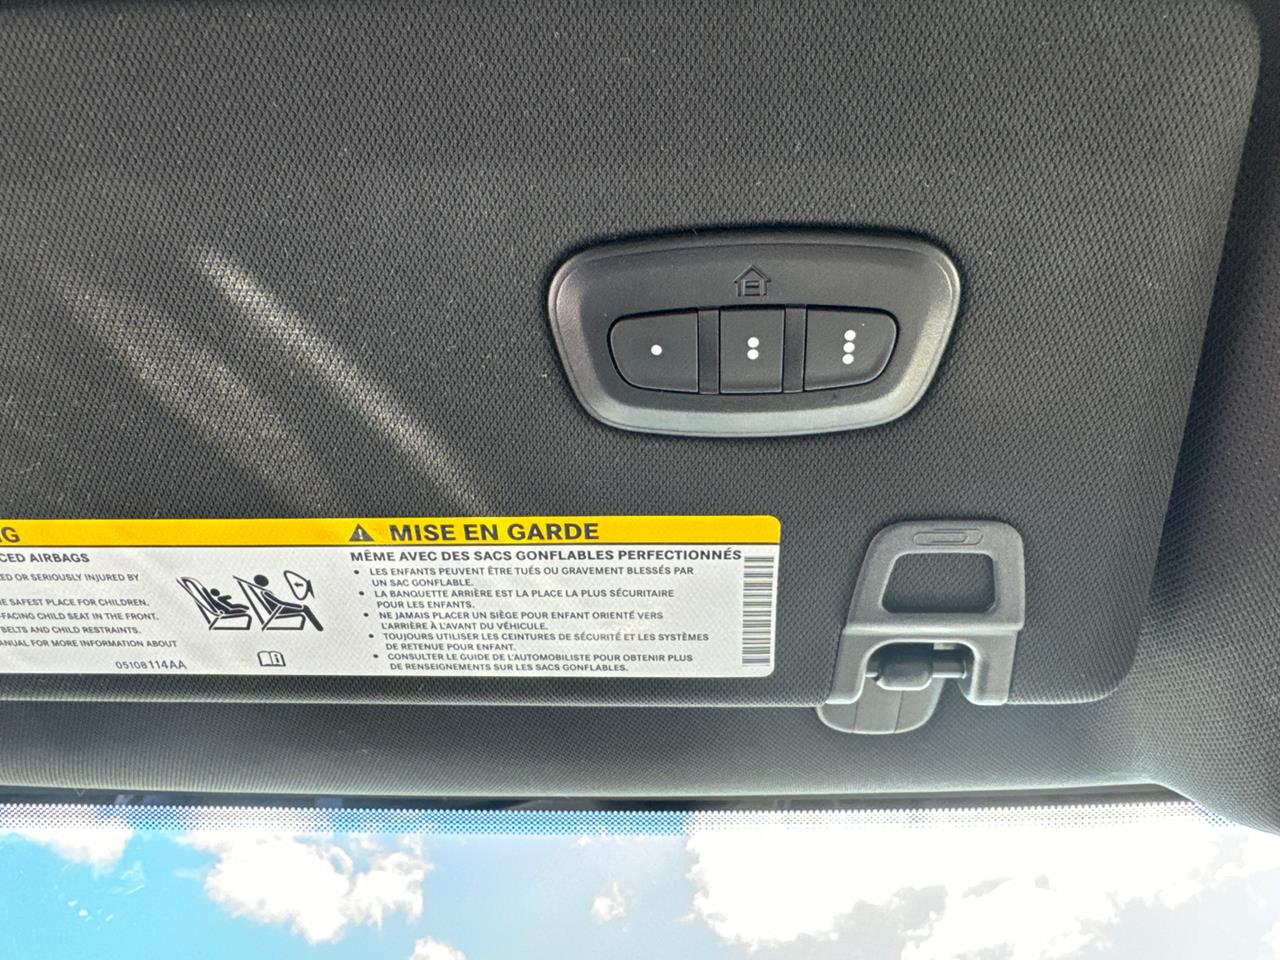 G
CED AIRBAGS
ED OR SERIOUSLY INJURED BY
E SAFEST PLACE FOR CHILDREN.
-FACING CHILD SEAT IN THE FRONT.
BELTS AND CHILD RESTRAINTS.
ANUAL FOR MORE INFORMATION ABOUT
05108114AA
MISE EN GARDE
MÊME AVEC DES SACS GONFLABLES PERFECTIONNÉS
• LES ENFANTS PEUVENT ÊTRE TUÉS OU GRAVEMENT BLESSÉS PAR
UN SAC GONFLABLE.
• LA BANQUETTE ARRIÈRE EST LA PLACE LA PLUS SÉCURITAIRE
POUR LES ENFANTS.
• NE JAMAIS PLACER UN SIÈGE POUR ENFANT ORIENTÉ VERS
L'ARRIÈRE À L'AVANT DU VÉHICULE.
• TOUJOURS UTILISER LES CEINTURES DE SÉCURITÉ ET LES SYSTÈMES
DE RETENUE POUR ENFANT.
• CONSULTER LE GUIDE DE L'AUTOMOBILISTE POUR OBTENIR PLUS
DE RENSEIGNEMENTS SUR LES SACS GONFLABLES.